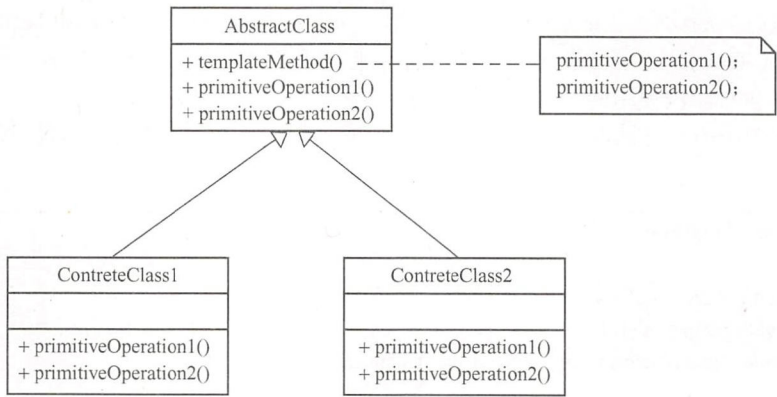 AbstractClass
+ templateMethod()
+ primitiveOperation1()
+ primitiveOperation2()
primitiveOperation1();
primitiveOperation2();
ContreteClass1
+ primitiveOperation1()
+ primitiveOperation2()
ContreteClass2
+ primitiveOperation1()
+ primitiveOperation2()